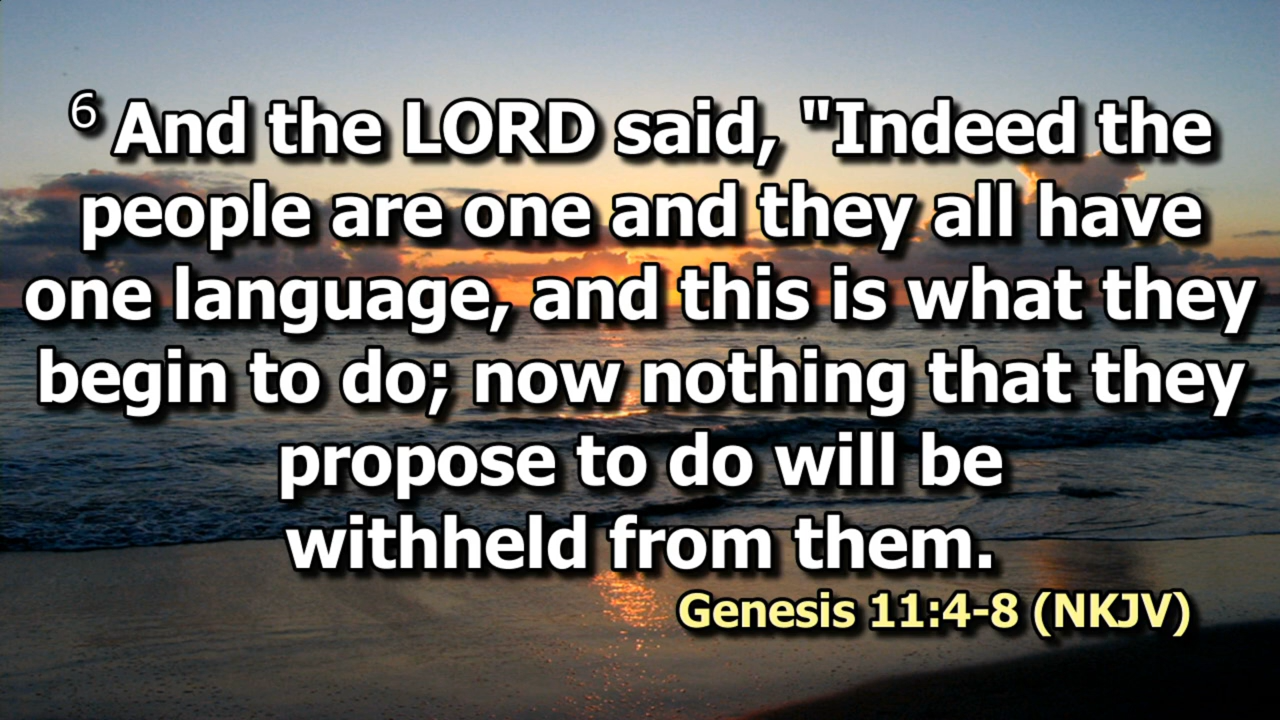 6 And the LORD said, "Indeed the
people are one and they all have
one language, and this is what they
begin to do; now nothing that they
propose to do will be
withheld from them.
Genesis 11:4-8 (NKJV)